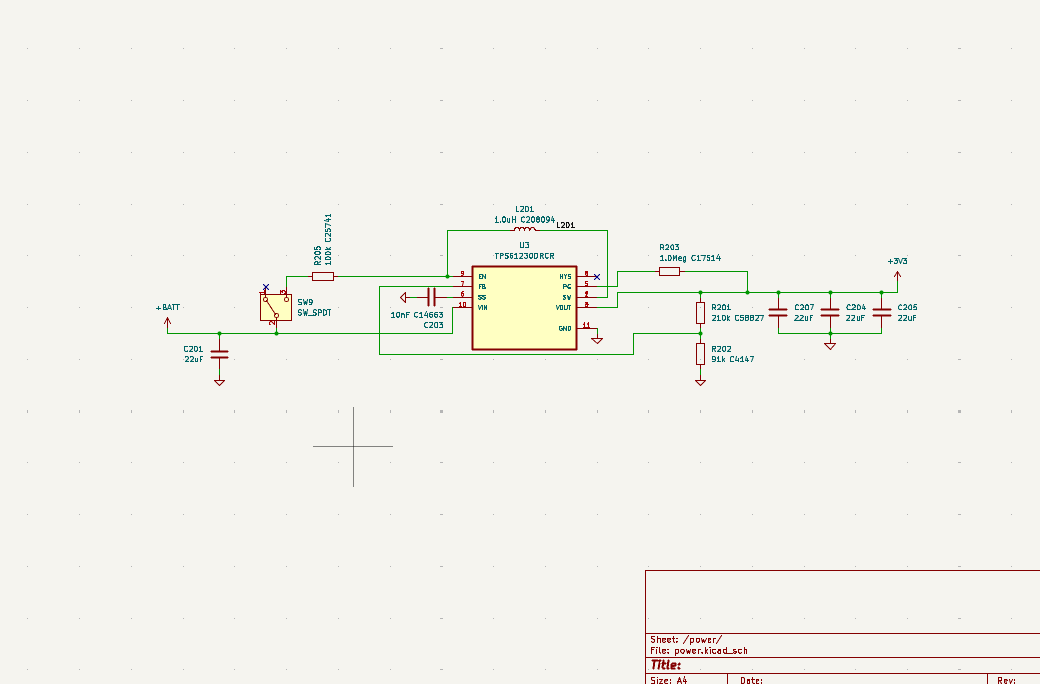 L201
1.0uH C208094
L201
R205
100k C25741
U3
TPS61230DRCR
R203
1.0Meg C17514
+3V3
9 EN
7 FB
6 SS
10 VIN
HYS
PG 5
SW
VOUT
GND 11
+BATT
1
3
2
SW9
SW_SPDT
10nF C14663
C203
C201
22uF
R201
210k C58827
R202
91k C4147
C207
22uF
C204
22uF
C205
22uF
Sheet: /power/
File: power.kicad_sch
Title:
Size: A4
Date:
Rev: